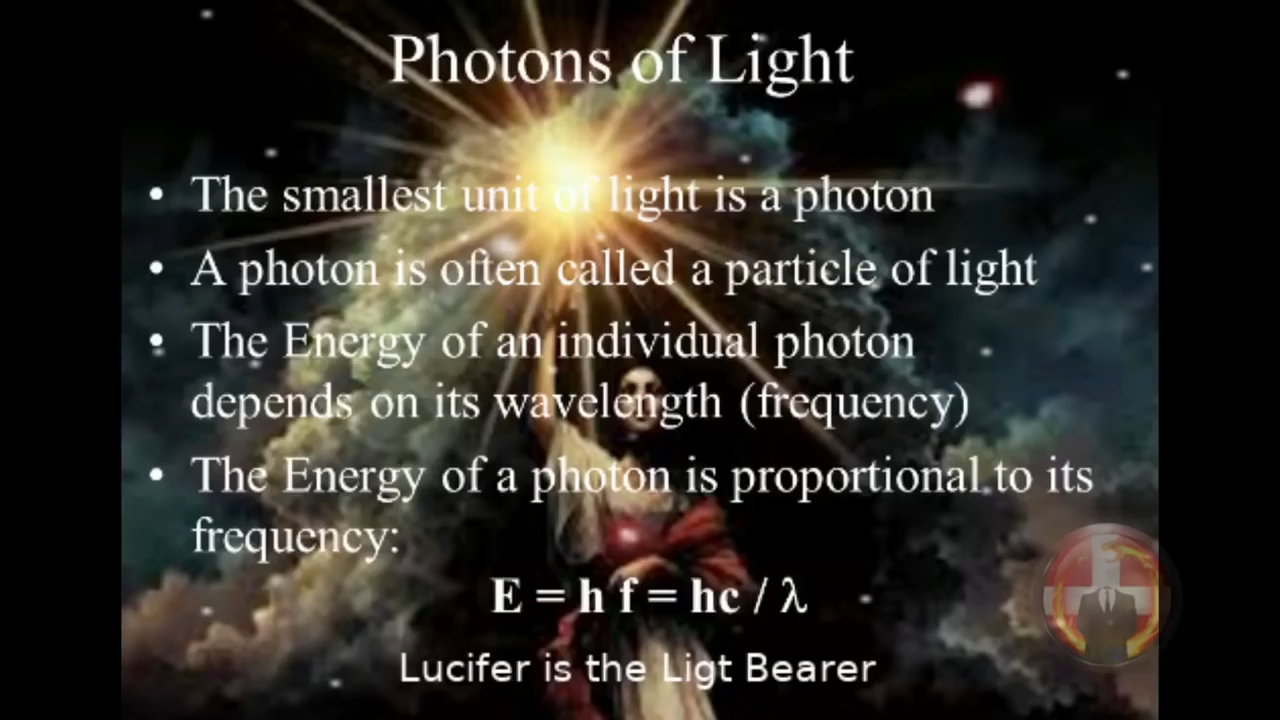 Photons of Light
• The smallest unit of light is a photon
• A photon is often called a particle of light
• The Energy of an individual photon
depends on its wavelength (frequency)
• The Energy of a photon is proportional to its
frequency:
E = h f = hc / λ
Lucifer is the Ligt Bearer